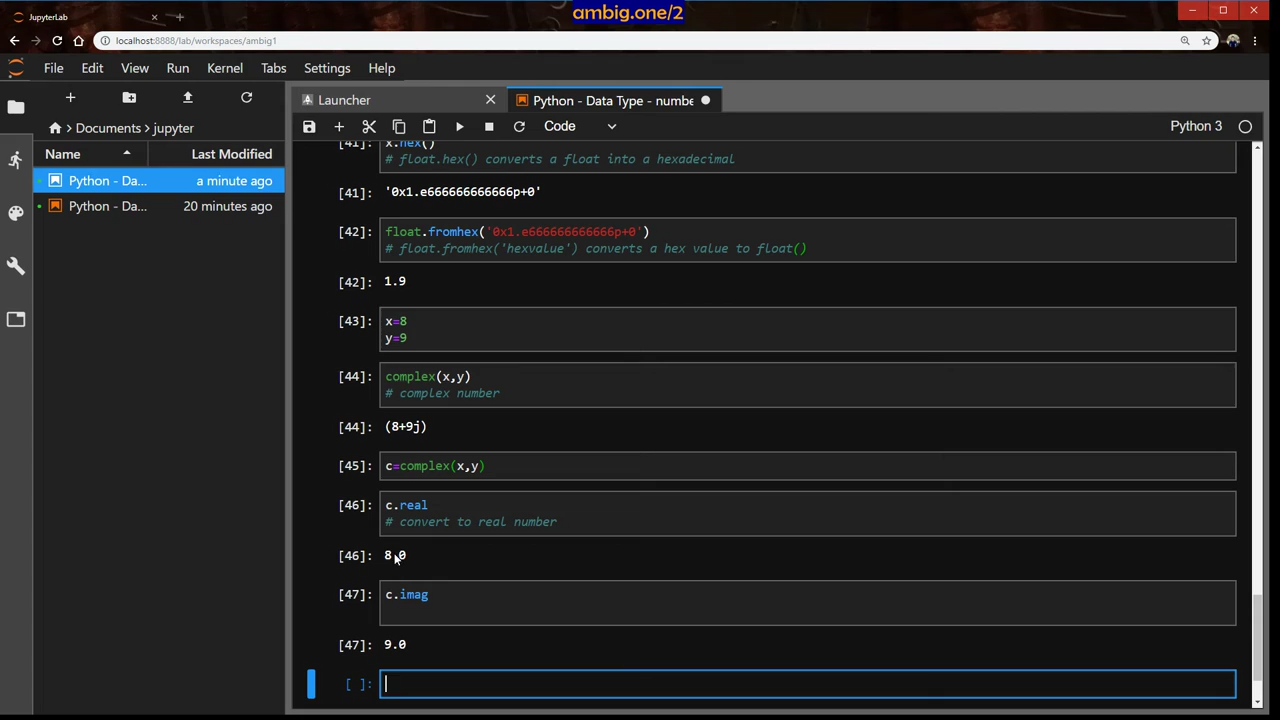 ambig.one/2
JupyterLab
localhost:8888/lab/workspaces/ambig1
File Edit View Run Kernel Tabs Settings Help
Launcher
Python - Data Type - numbe
Documents jupyter
Code
Python 3
Name Last Modified
Python - Da... a minute ago
Python - Da... 20 minutes ago
[41]: x.hex()
# float.hex() converts a float into a hexadecimal
[41]: '0x1.e666666666666p+0'
[42]: float.fromhex('0x1.e666666666666p+0')
# float.fromhex('hexvalue') converts a hex value to float()
[42]: 1.9
[43]: x=8
y=9
[44]: complex(x,y)
# complex number
[44]: (8+9j)
[45]: c=complex(x,y)
[46]: c.real
# convert to real number
[46]: 8.0
[47]: c.imag
[47]: 9.0
[ ]: